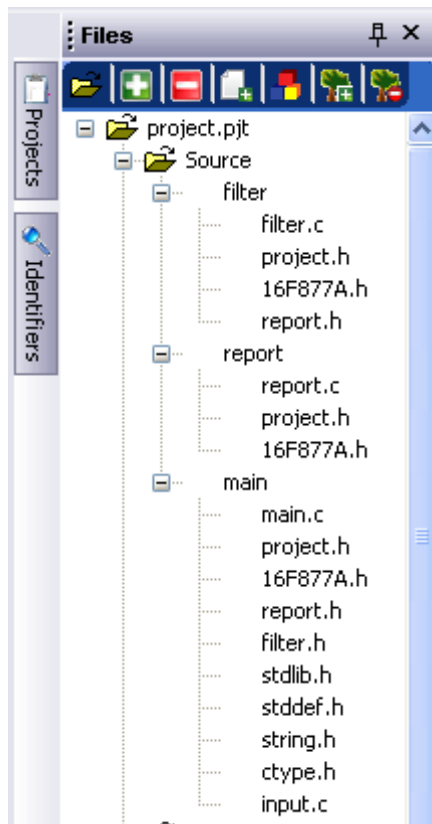 Files
Projects
Identifiers
project.pjt
Source
filter
filter.c
project.h
16F877A.h
report.h
report
report.c
project.h
16F877A.h
main
main.c
project.h
16F877A.h
report.h
filter.h
stdlib.h
stddef.h
string.h
ctype.h
input.c